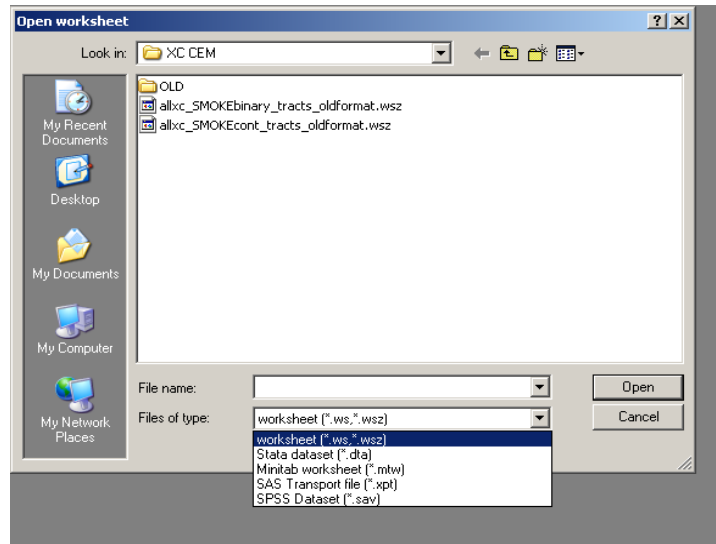 Open worksheet
Look in:
XC CEM
OLD
allxc_SMOKEbinary_tracts_oldformat.wsz
allxc_SMOKEcont_tracts_oldformat.wsz
My Recent
Documents
Desktop
My Documents
My Computer
My Network
Places
File name:
Open
Files of type:
worksheet (*.ws,*.wsz)
Cancel
worksheet (*.ws,*.wsz)
Stata dataset (*.dta)
Minitab worksheet (*.mtw)
SAS Transport file (*.xpt)
SPSS Dataset (*.sav)